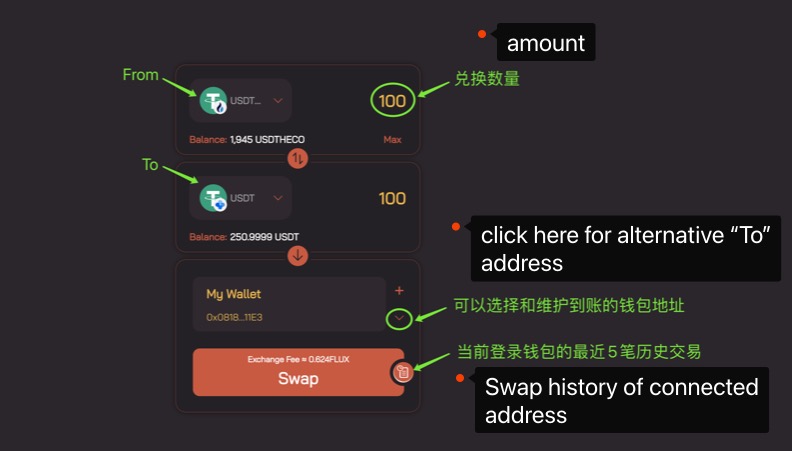 amount
From
USDT...
100
兑换数量
Balance: 1,945 USDTHECO
Max
To
USDT
100
Balance: 250.9999 USDT
click here for alternative “To”
address
My Wallet
+
0x0818...11E3
可以选择和维护到账的钱包地址
当前登录钱包的最近5笔历史交易
Exchange Fee ≈ 0.624FLUX
Swap
Swap history of connected
address